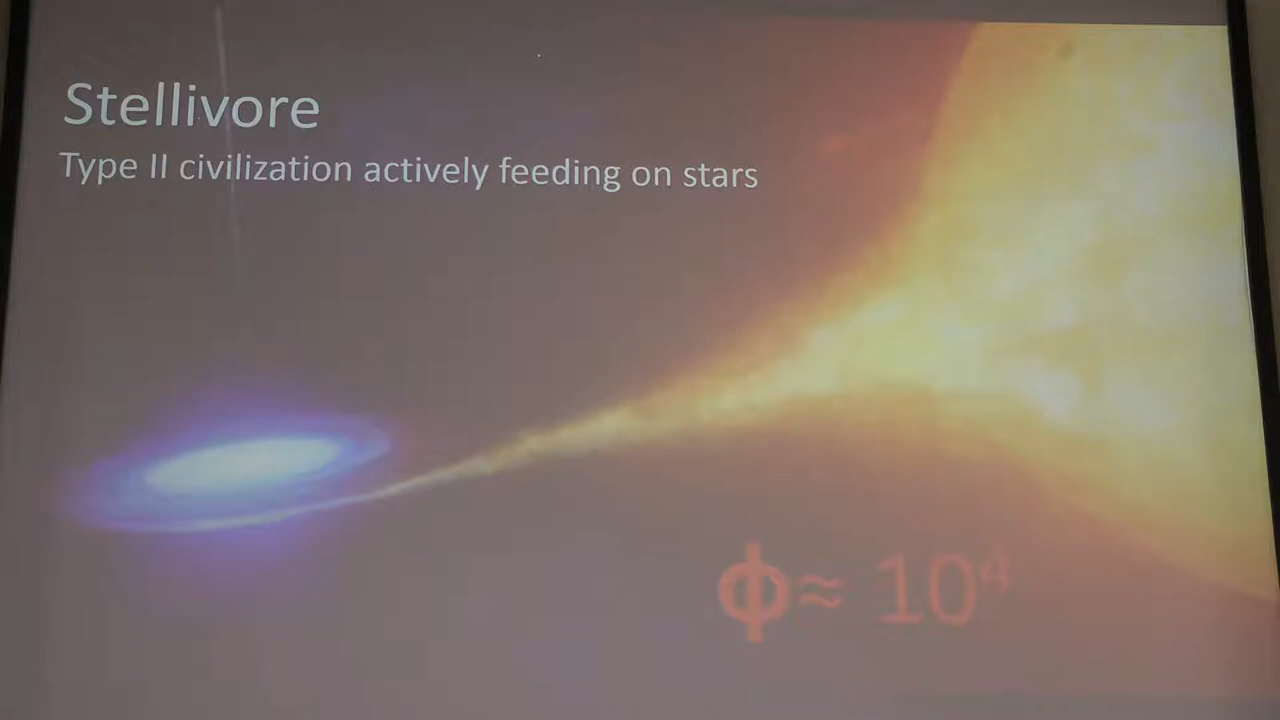 Stellivore
Type II civilization actively feeding on stars
ϕ≈ 10⁴